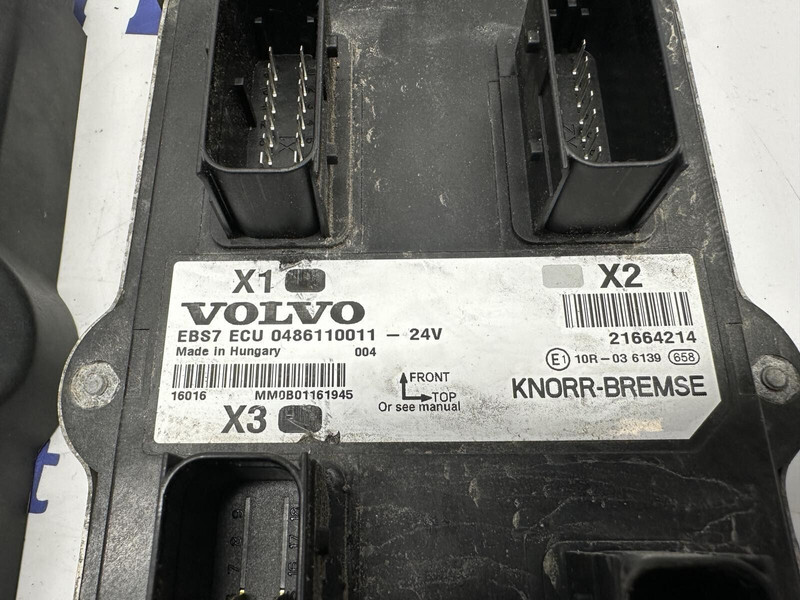 X1
X2
VOLVO
EBS7 ECU 0486110011 – 24V
Made in Hungary 004
21664214
E1 10R-03 6139 658
16016 MM0B01161945
FRONT
TOP
Or see manual
KNORR-BREMSE
X3